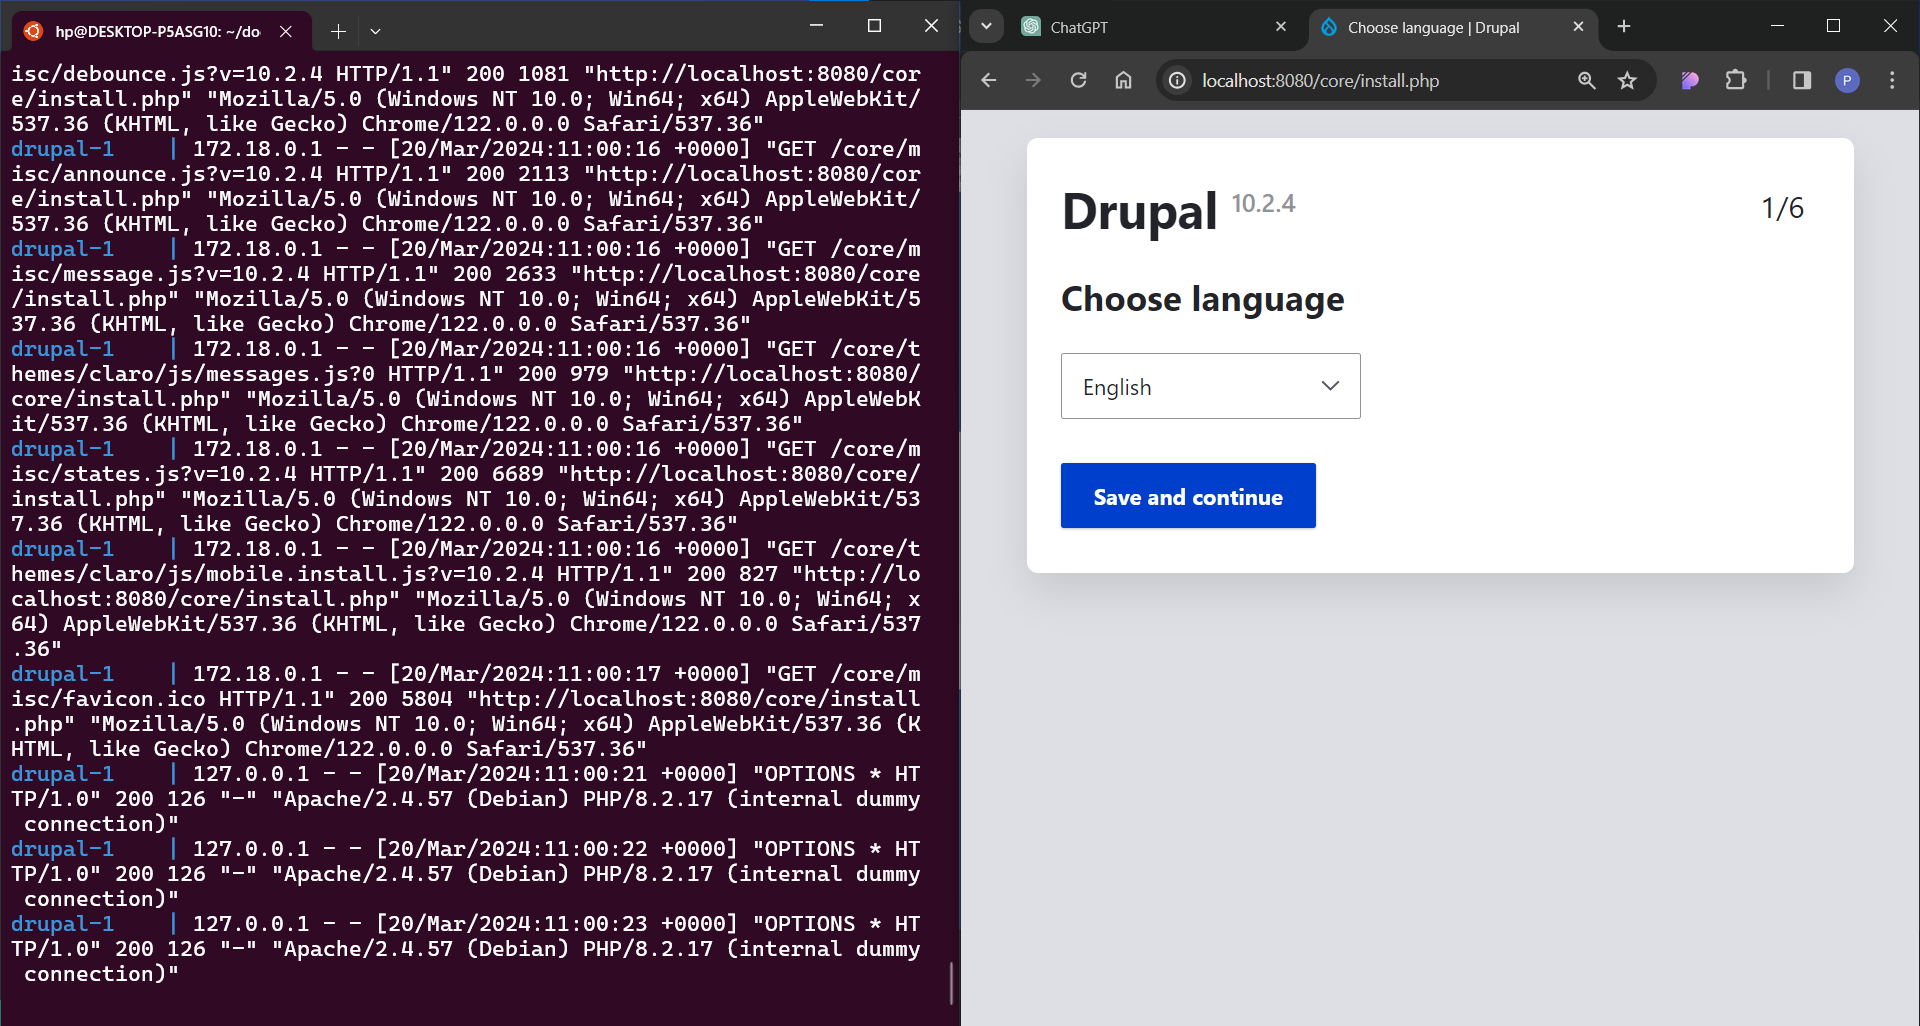 hp@DESKTOP-P5ASG10: ~/do
isc/debounce.js?v=10.2.4 HTTP/1.1" 200 1081 "http://localhost:8080/cor
e/install.php" "Mozilla/5.0 (Windows NT 10.0; Win64; x64) AppleWebKit/
537.36 (KHTML, like Gecko) Chrome/122.0.0.0 Safari/537.36"
drupal-1    | 172.18.0.1 - - [20/Mar/2024:11:00:16 +0000] "GET /core/m
isc/announce.js?v=10.2.4 HTTP/1.1" 200 2113 "http://localhost:8080/cor
e/install.php" "Mozilla/5.0 (Windows NT 10.0; Win64; x64) AppleWebKit/
537.36 (KHTML, like Gecko) Chrome/122.0.0.0 Safari/537.36"
drupal-1    | 172.18.0.1 - - [20/Mar/2024:11:00:16 +0000] "GET /core/m
isc/message.js?v=10.2.4 HTTP/1.1" 200 2633 "http://localhost:8080/core
/install.php" "Mozilla/5.0 (Windows NT 10.0; Win64; x64) AppleWebKit/5
37.36 (KHTML, like Gecko) Chrome/122.0.0.0 Safari/537.36"
drupal-1    | 172.18.0.1 - - [20/Mar/2024:11:00:16 +0000] "GET /core/t
hemes/claro/js/messages.js?0 HTTP/1.1" 200 979 "http://localhost:8080/
core/install.php" "Mozilla/5.0 (Windows NT 10.0; Win64; x64) AppleWebK
it/537.36 (KHTML, like Gecko) Chrome/122.0.0.0 Safari/537.36"
drupal-1    | 172.18.0.1 - - [20/Mar/2024:11:00:16 +0000] "GET /core/m
isc/states.js?v=10.2.4 HTTP/1.1" 200 6689 "http://localhost:8080/core/
install.php" "Mozilla/5.0 (Windows NT 10.0; Win64; x64) AppleWebKit/53
7.36 (KHTML, like Gecko) Chrome/122.0.0.0 Safari/537.36"
drupal-1    | 172.18.0.1 - - [20/Mar/2024:11:00:16 +0000] "GET /core/t
hemes/claro/js/mobile.install.js?v=10.2.4 HTTP/1.1" 200 827 "http://lo
calhost:8080/core/install.php" "Mozilla/5.0 (Windows NT 10.0; Win64; x
64) AppleWebKit/537.36 (KHTML, like Gecko) Chrome/122.0.0.0 Safari/537
.36"
drupal-1    | 172.18.0.1 - - [20/Mar/2024:11:00:17 +0000] "GET /core/m
isc/favicon.ico HTTP/1.1" 200 5804 "http://localhost:8080/core/install
.php" "Mozilla/5.0 (Windows NT 10.0; Win64; x64) AppleWebKit/537.36 (K
HTML, like Gecko) Chrome/122.0.0.0 Safari/537.36"
drupal-1    | 127.0.0.1 - - [20/Mar/2024:11:00:21 +0000] "OPTIONS * HT
TP/1.0" 200 126 "-" "Apache/2.4.57 (Debian) PHP/8.2.17 (internal dummy
 connection)"
drupal-1    | 127.0.0.1 - - [20/Mar/2024:11:00:22 +0000] "OPTIONS * HT
TP/1.0" 200 126 "-" "Apache/2.4.57 (Debian) PHP/8.2.17 (internal dummy
 connection)"
drupal-1    | 127.0.0.1 - - [20/Mar/2024:11:00:23 +0000] "OPTIONS * HT
TP/1.0" 200 126 "-" "Apache/2.4.57 (Debian) PHP/8.2.17 (internal dummy
 connection)"
ChatGPT
Choose language | Drupal
localhost:8080/core/install.php
P
Drupal 10.2.4
1/6
Choose language
English
Save and continue